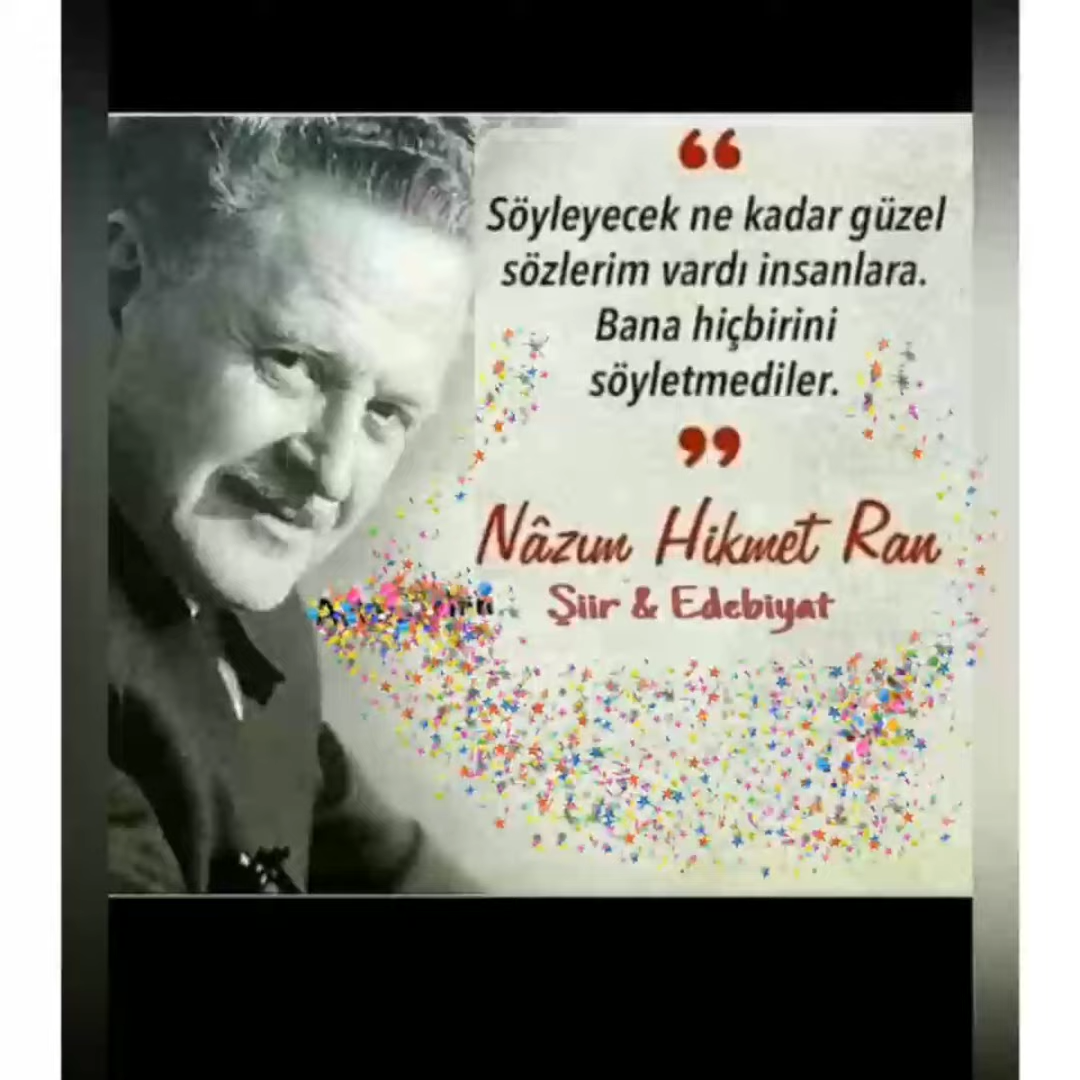 “
Söyleyecek ne kadar güzel
sözlerim vardı insanlara.
Bana hiçbirini
söyletmediler.
”
Nâzım Hikmet Ran
Şiir & Edebiyat